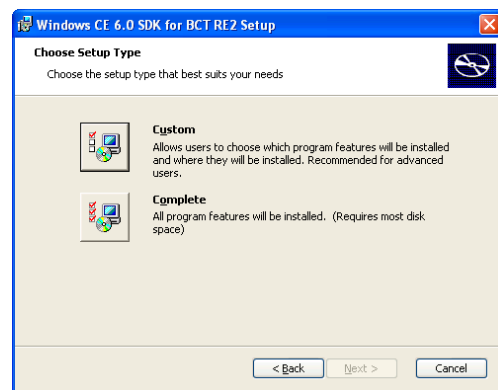 Windows CE 6.0 SDK for BCT RE2 Setup
Choose Setup Type
Choose the setup type that best suits your needs
Custom
Allows users to choose which program features will be installed
and where they will be installed. Recommended for advanced
users.
Complete
All program features will be installed. (Requires most disk
space)
< Back Next > Cancel